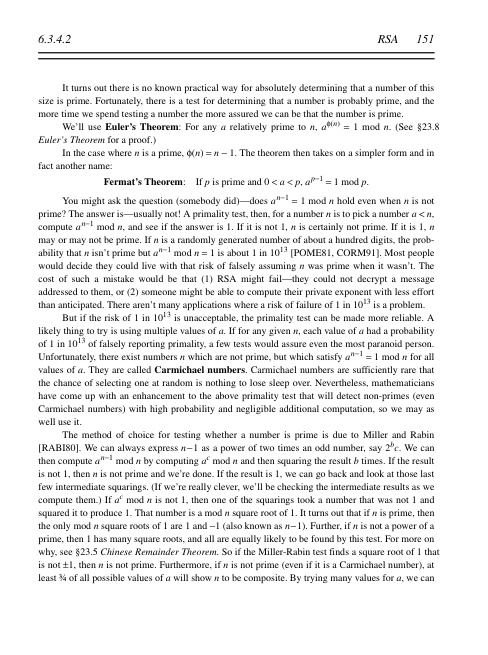 6.3.4.2 RSA 151
It turns out there is no known practical way for absolutely determining that a number of this
size is prime. Fortunately, there is a test for determining that a number is probably prime, and the
more time we spend testing a number the more assured we can be that the number is prime.
We'll use Euler's Theorem: For any a relatively prime to n, a^ϕ(n) = 1 mod n. (See §23.8
Euler's Theorem for a proof.)
In the case where n is a prime, ϕ(n) = n − 1. The theorem then takes on a simpler form and in
fact another name:
Fermat's Theorem: If p is prime and 0 < a < p, a^p−1 = 1 mod p.
You might ask the question (somebody did)—does a^n−1 = 1 mod n hold even when n is not
prime? The answer is—usually not! A primality test, then, for a number n is to pick a number a < n,
compute a^n−1 mod n, and see if the answer is 1. If it is not 1, n is certainly not prime. If it is 1, n
may or may not be prime. If n is a randomly generated number of about a hundred digits, the prob-
ability that n isn't prime but a^n−1 mod n = 1 is about 1 in 10^13 [POME81, CORM91]. Most people
would decide they could live with that risk of falsely assuming n was prime when it wasn't. The
cost of such a mistake would be that (1) RSA might fail—they could not decrypt a message
addressed to them, or (2) someone might be able to compute their private exponent with less effort
than anticipated. There aren't many applications where a risk of failure of 1 in 10^13 is a problem.
But if the risk of 1 in 10^13 is unacceptable, the primality test can be made more reliable. A
likely thing to try is using multiple values of a. If for any given n, each value of a had a probability
of 1 in 10^13 of falsely reporting primality, a few tests would assure even the most paranoid person.
Unfortunately, there exist numbers n which are not prime, but which satisfy a^n−1 = 1 mod n for all
values of a. They are called Carmichael numbers. Carmichael numbers are sufficiently rare that
the chance of selecting one at random is nothing to lose sleep over. Nevertheless, mathematicians
have come up with an enhancement to the above primality test that will detect non-primes (even
Carmichael numbers) with high probability and negligible additional computation, so we may as
well use it.
The method of choice for testing whether a number is prime is due to Miller and Rabin
[RABI80]. We can always express n−1 as a power of two times an odd number, say 2^bc. We can
then compute a^n−1 mod n by computing a^c mod n and then squaring the result b times. If the result
is not 1, then n is not prime and we're done. If the result is 1, we can go back and look at those last
few intermediate squarings. (If we're really clever, we'll be checking the intermediate results as we
compute them.) If a^c mod n is not 1, then one of the squarings took a number that was not 1 and
squared it to produce 1. That number is a mod n square root of 1. It turns out that if n is prime, then
the only mod n square roots of 1 are 1 and −1 (also known as n−1). Further, if n is not a power of a
prime, then 1 has many square roots, and all are equally likely to be found by this test. For more on
why, see §23.5 Chinese Remainder Theorem. So if the Miller-Rabin test finds a square root of 1 that
is not ±1, then n is not prime. Furthermore, if n is not prime (even if it is a Carmichael number), at
least ¾ of all possible values of a will show n to be composite. By trying many values for a, we can